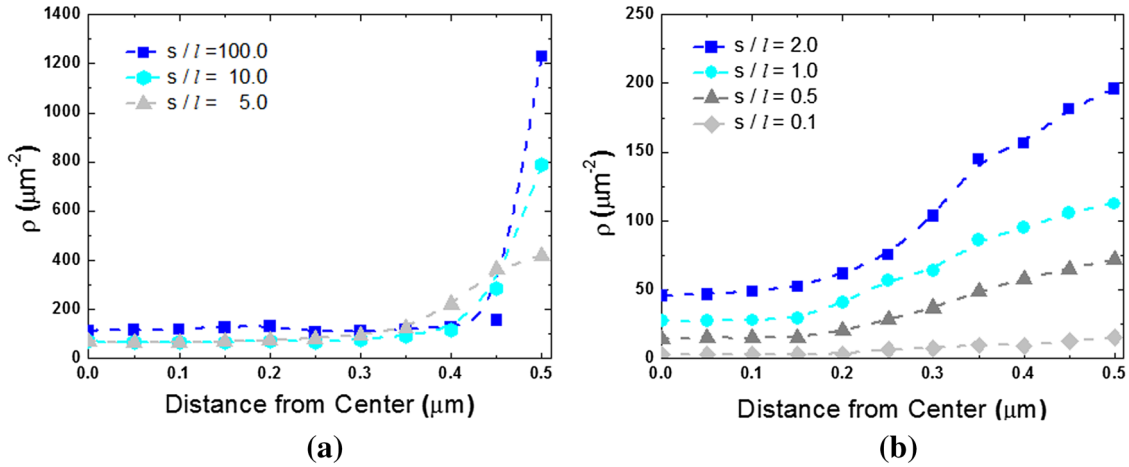 1400
1200
1000
800
600
400
200
0
ρ (μm-2)
s / l =100.0
s / l = 10.0
s / l = 5.0
0.0 0.1 0.2 0.3 0.4 0.5
Distance from Center (μm)
(a)
250
200
150
100
50
0
ρ (μm-2)
s / l = 2.0
s / l = 1.0
s / l = 0.5
s / l = 0.1
0.0 0.1 0.2 0.3 0.4 0.5
Distance from Center (μm)
(b)